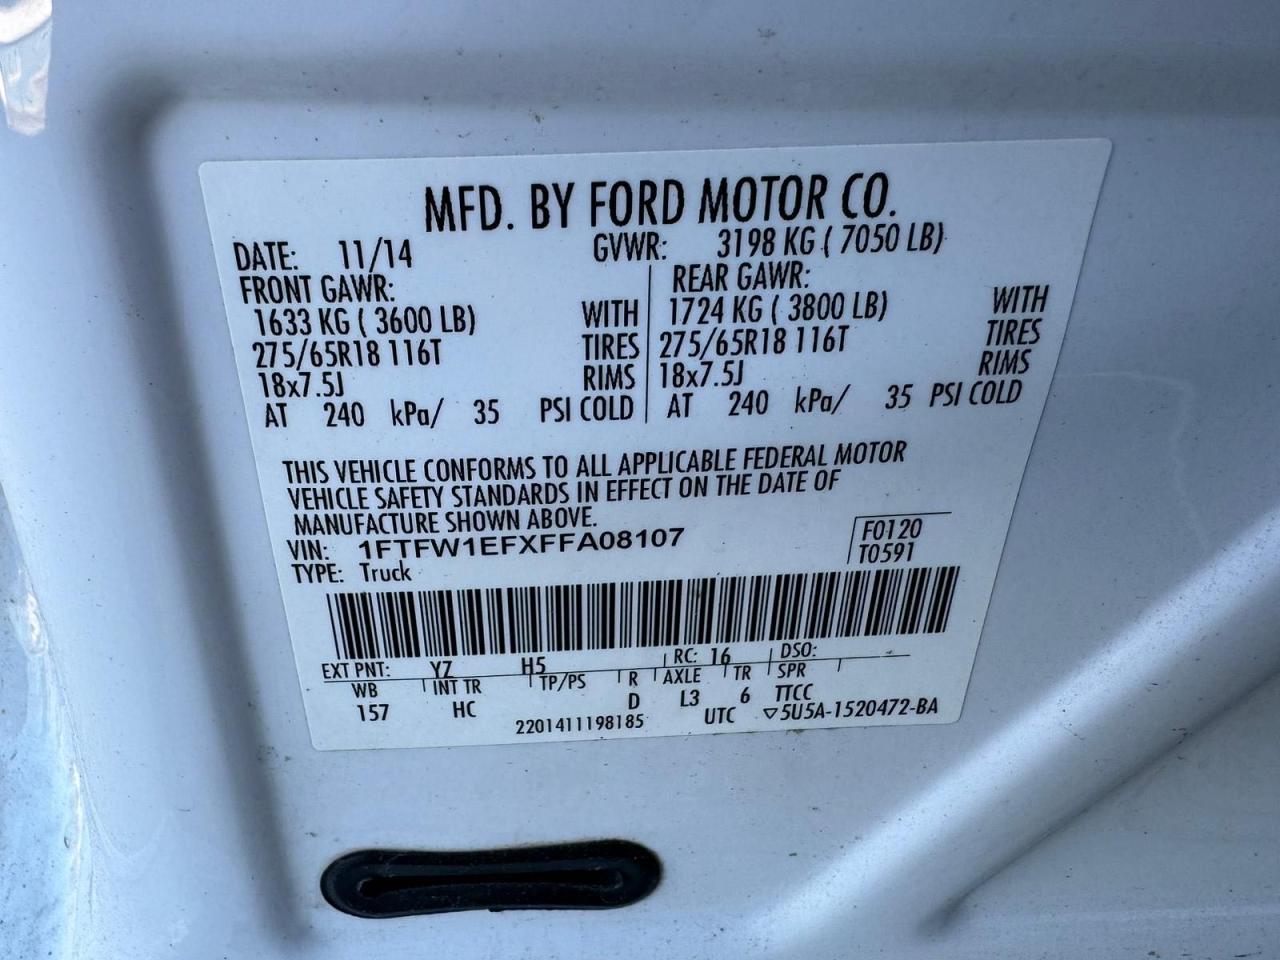 MFD. BY FORD MOTOR CO.
DATE: 11/14 GVWR: 3198 KG ( 7050 LB)
FRONT GAWR: REAR GAWR:
1633 KG ( 3600 LB) WITH 1724 KG ( 3800 LB) WITH
275/65R18 116T TIRES 275/65R18 116T TIRES
18x7.5J RIMS 18x7.5J RIMS
AT 240 kPa/ 35 PSI COLD AT 240 kPa/ 35 PSI COLD
THIS VEHICLE CONFORMS TO ALL APPLICABLE FEDERAL MOTOR
VEHICLE SAFETY STANDARDS IN EFFECT ON THE DATE OF
MANUFACTURE SHOWN ABOVE.
VIN: 1FTFW1EFXFFA08107 F0120
TYPE: Truck T0591
EXT PNT: YZ H5 RC: 16 DSO:
WB INT TR TP/PS R AXLE TR SPR
157 HC D L3 6 TTCC
2201411198185 UTC ▽5U5A-1520472-BA